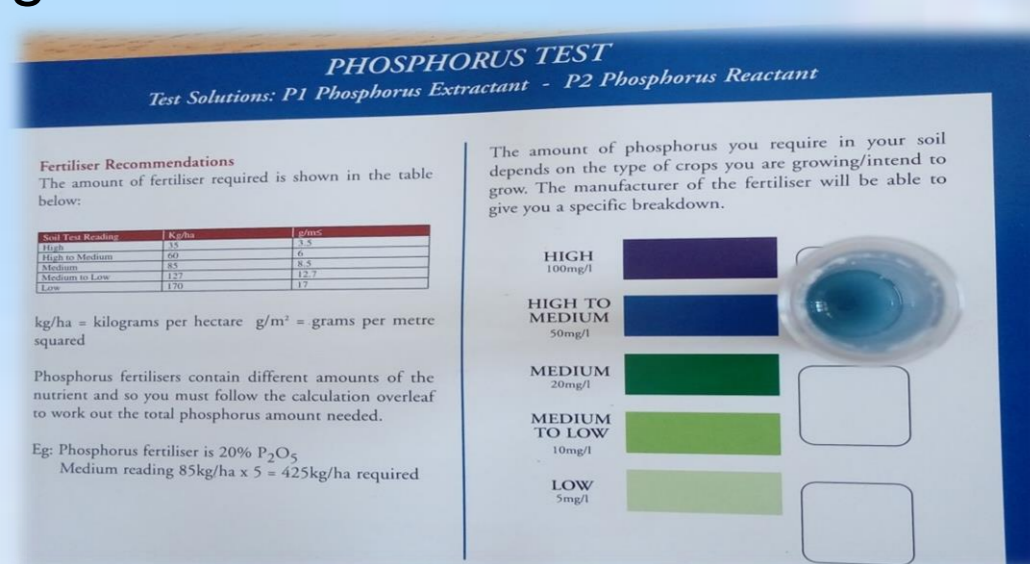 PHOSPHORUS TEST
Test Solutions: P1 Phosphorus Extractant - P2 Phosphorus Reactant
Fertiliser Recommendations
The amount of fertiliser required is shown in the table
below:
Soil Test Reading Kg/ha g/m≤
High 35 3.5
High to Medium 60 6
Medium 85 8.5
Medium to Low 127 12.7
Low 170 17
kg/ha = kilograms per hectare g/m² = grams per metre
squared
Phosphorus fertilisers contain different amounts of the
nutrient and so you must follow the calculation overleaf
to work out the total phosphorus amount needed.
Eg: Phosphorus fertiliser is 20% P₂O₅
Medium reading 85kg/ha x 5 = 425kg/ha required
The amount of phosphorus you require in your soil
depends on the type of crops you are growing/intend to
grow. The manufacturer of the fertiliser will be able to
give you a specific breakdown.
HIGH
100mg/l
HIGH TO
MEDIUM
50mg/l
MEDIUM
20mg/l
MEDIUM
TO LOW
10mg/l
LOW
5mg/l